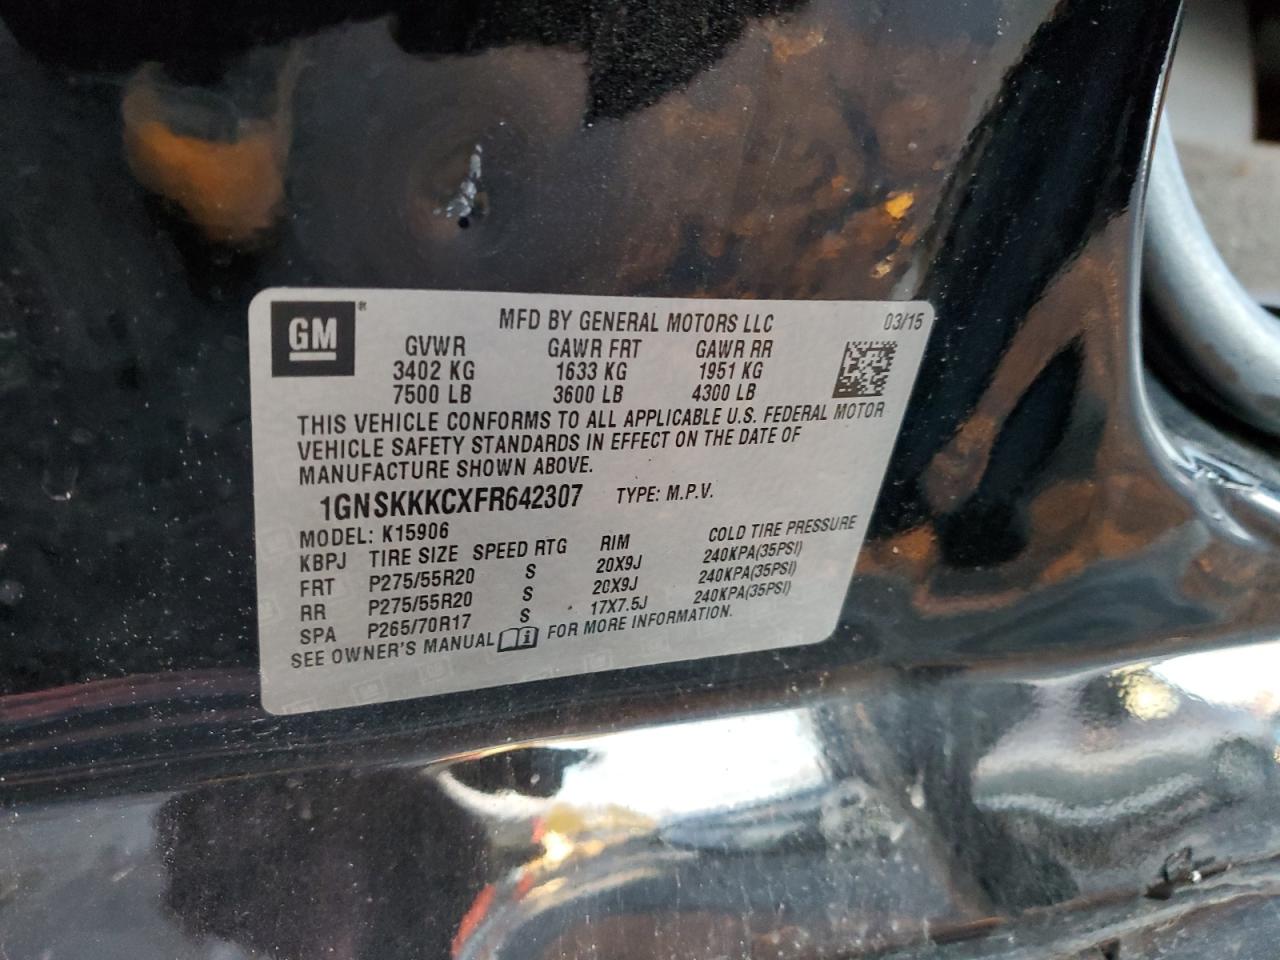 GM ®
MFD BY GENERAL MOTORS LLC 03/15
GVWR GAWR FRT GAWR RR
3402 KG 1633 KG 1951 KG
7500 LB 3600 LB 4300 LB
THIS VEHICLE CONFORMS TO ALL APPLICABLE U.S. FEDERAL MOTOR
VEHICLE SAFETY STANDARDS IN EFFECT ON THE DATE OF
MANUFACTURE SHOWN ABOVE.
1GNSKKKCXFR642307 TYPE: M.P.V.
MODEL: K15906
KBPJ TIRE SIZE SPEED RTG RIM COLD TIRE PRESSURE
FRT P275/55R20 S 20X9J 240KPA(35PSI)
RR P275/55R20 S 20X9J 240KPA(35PSI)
SPA P265/70R17 S 17X7.5J 240KPA(35PSI)
SEE OWNER'S MANUAL i FOR MORE INFORMATION.